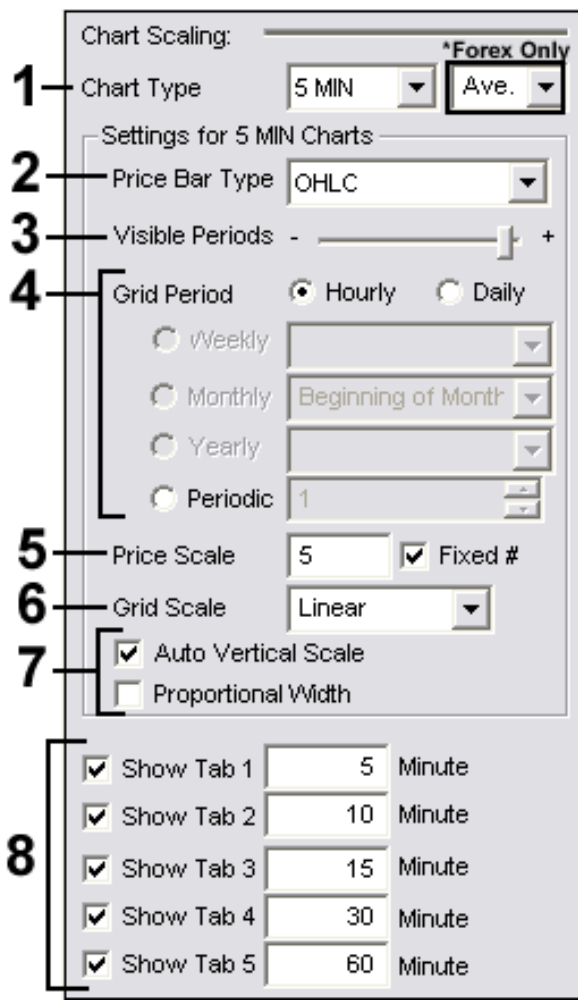 Chart Scaling:
*Forex Only
1 Chart Type 5 MIN Ave.
Settings for 5 MIN Charts
2 Price Bar Type OHLC
3 Visible Periods - +
4 Grid Period Hourly Daily
Weekly
Monthly Beginning of Month
Yearly
Periodic 1
5 Price Scale 5 Fixed #
6 Grid Scale Linear
7 Auto Vertical Scale
Proportional Width
8 Show Tab 1 5 Minute
Show Tab 2 10 Minute
Show Tab 3 15 Minute
Show Tab 4 30 Minute
Show Tab 5 60 Minute